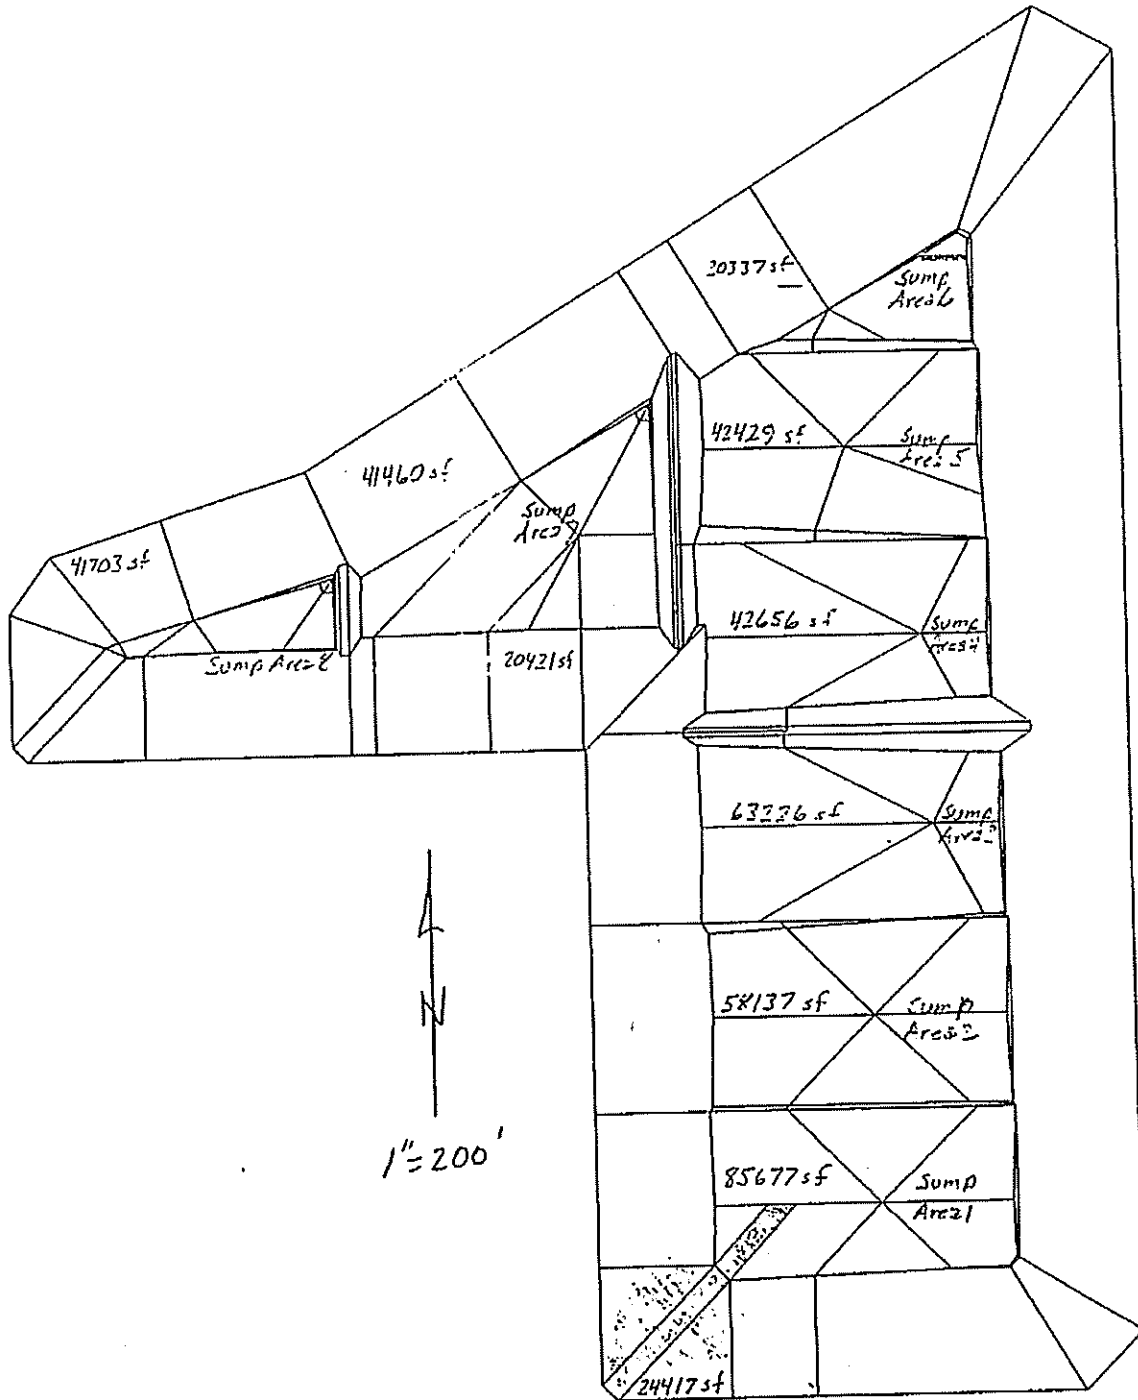 20337 sf
Sump
Area 6
42429 sf
Sump
Area 5
41460 sf
Sump
Area 7
41703 sf
42656 sf
Sump
Area 4
20421 sf
Sump Area 8
63226 sf
Sump
Area 3
58137 sf
Sump
Area 2
N
1"=200'
85677 sf
Sump
Area 1
24417 sf